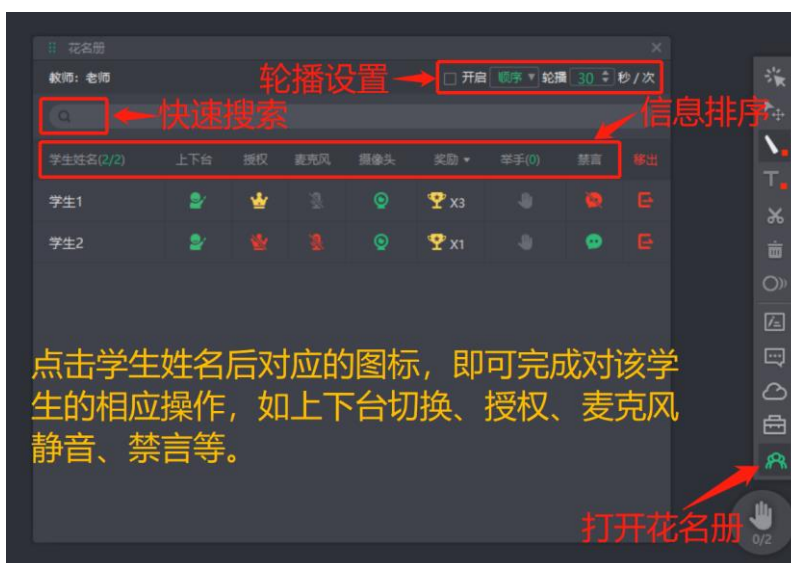 花名册
教师：老师
轮播设置
开启 顺序 轮播 30 秒/次
快速搜索
信息排序
学生姓名(2/2) 上下台 授权 麦克风 摄像头 奖励 举手(0) 禁言 移出
学生1 X3
学生2 X1
点击学生姓名后对应的图标，即可完成对该学
生的相应操作，如上下台切换、授权、麦克风
静音、禁言等。
打开花名册
0/2